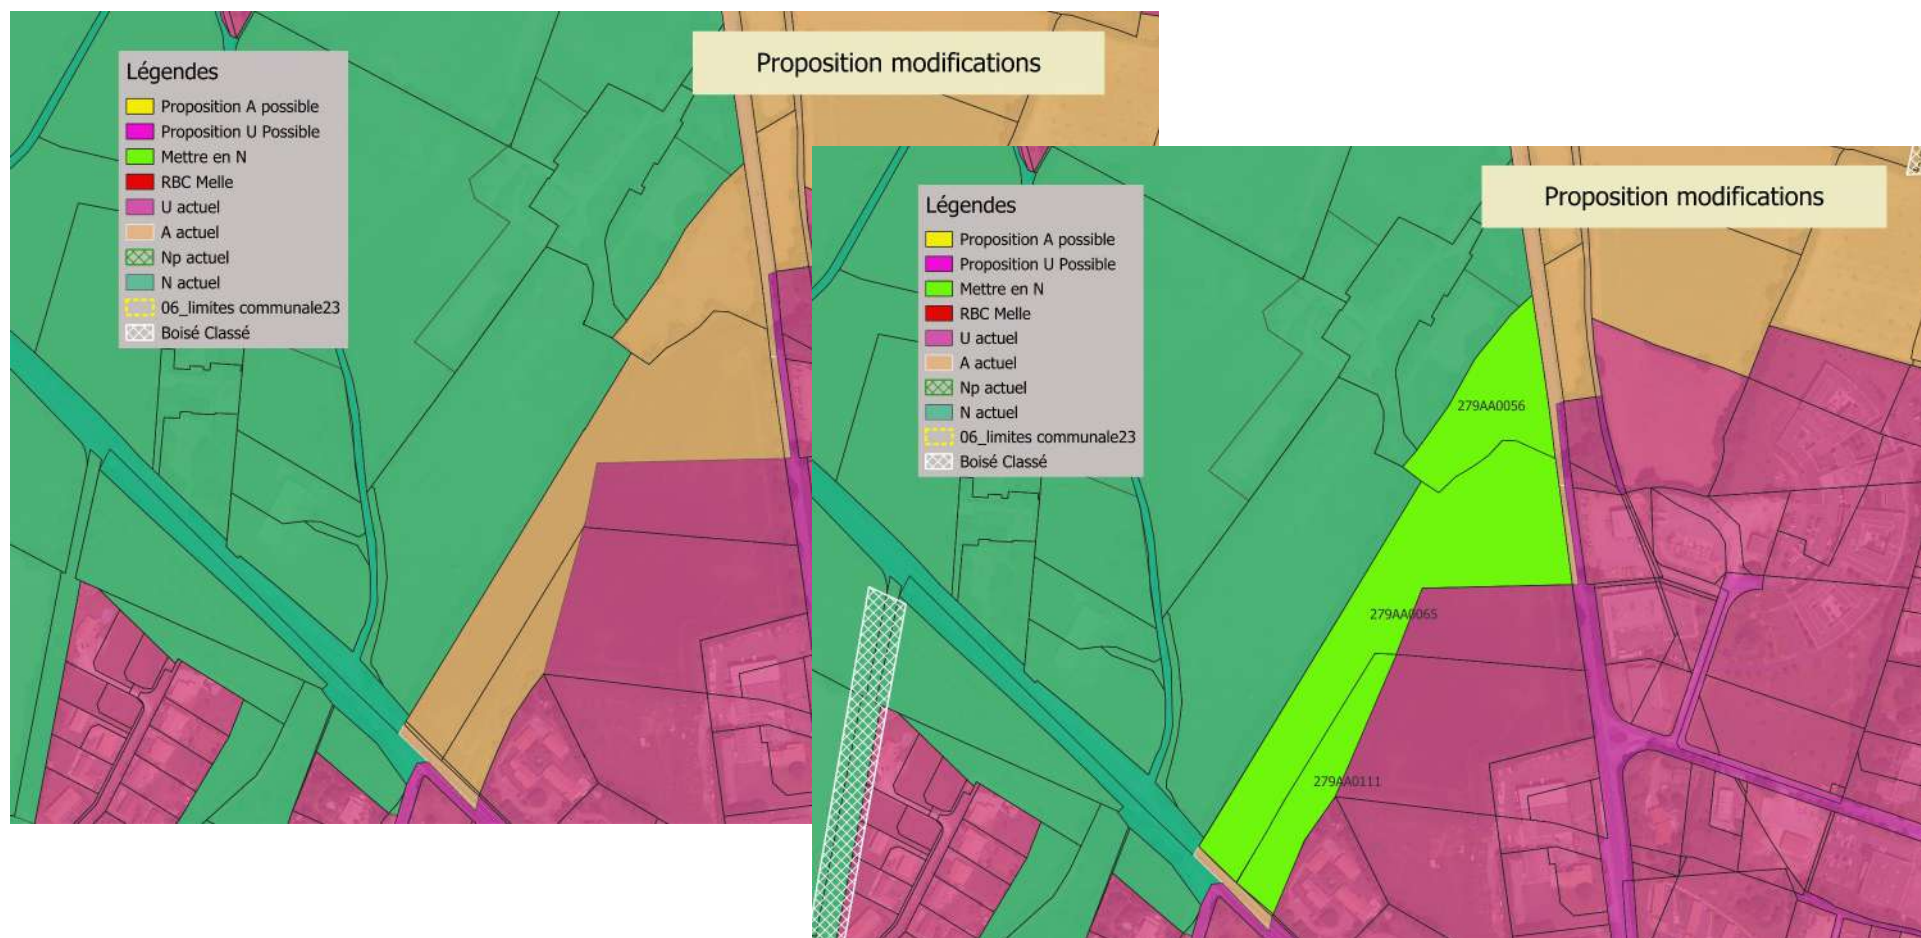 Proposition modifications
Légendes
Proposition A possible
Proposition U Possible
Mettre en N
RBC Melle
U actuel
A actuel
Np actuel
N actuel
06_limites communale23
Boisé Classé
Proposition modifications
Légendes
Proposition A possible
Proposition U Possible
Mettre en N
RBC Melle
U actuel
A actuel
Np actuel
N actuel
06_limites communale23
Boisé Classé
279AA0056
279AA0065
279AA0111